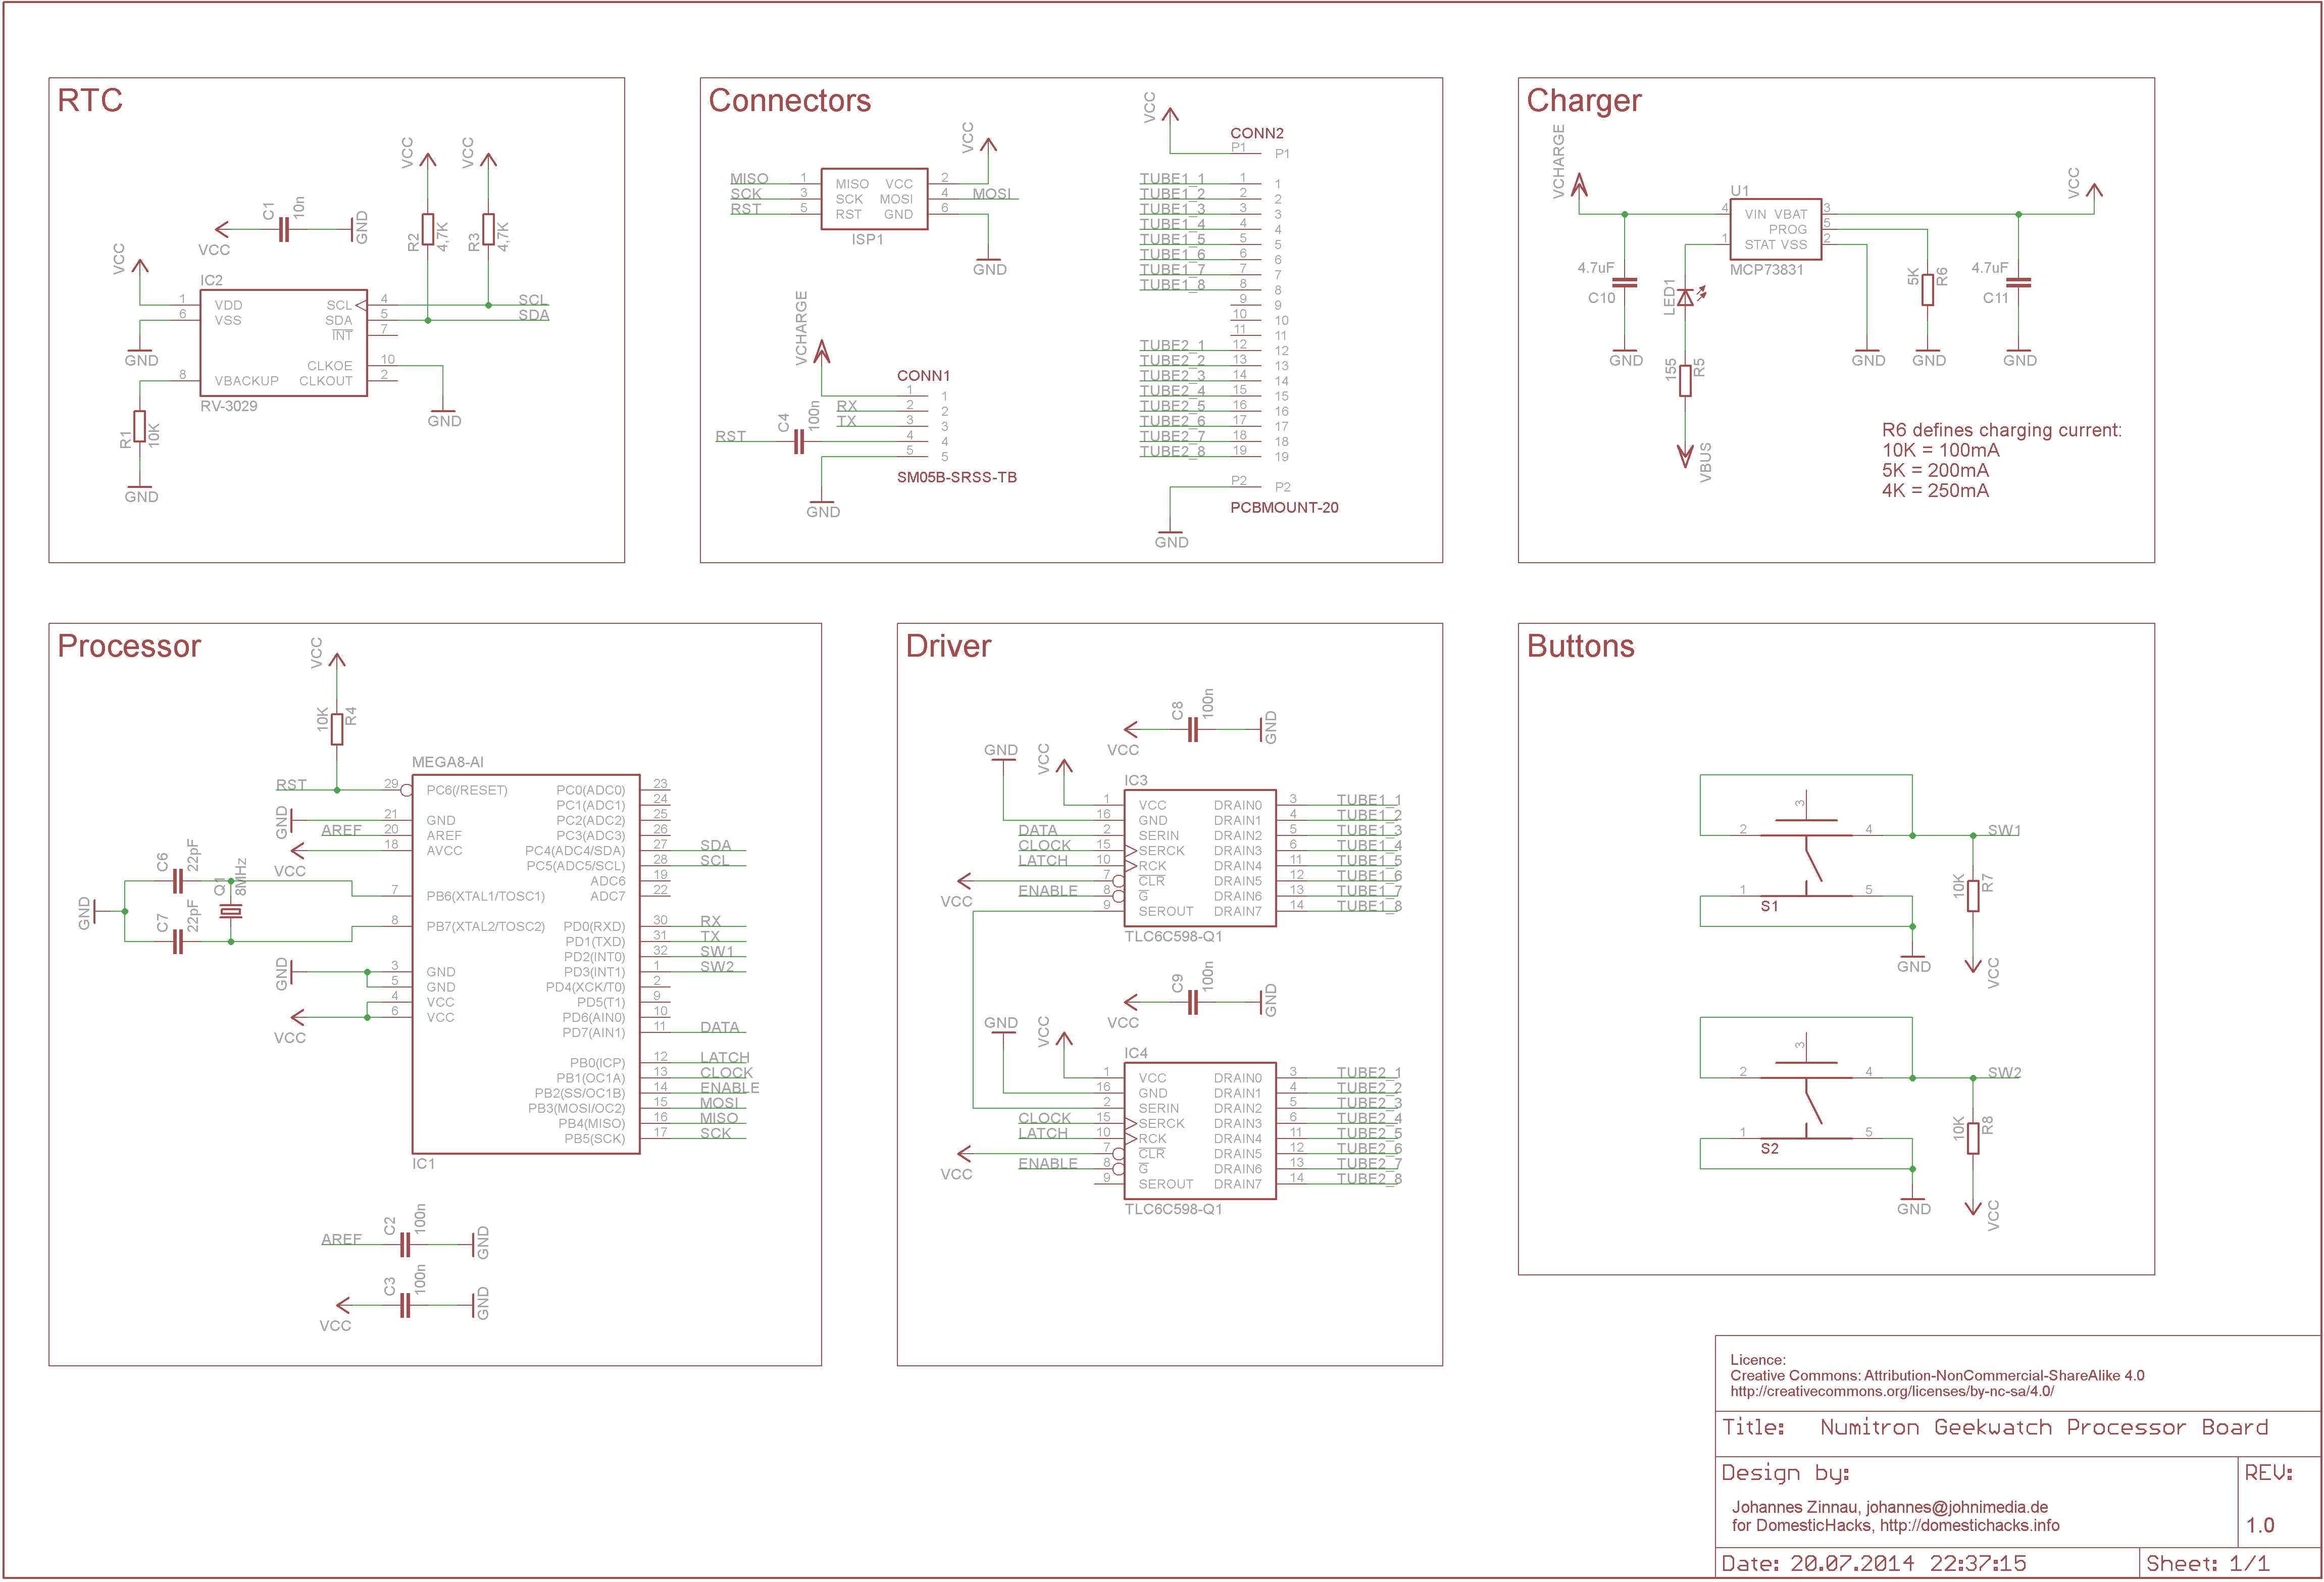 RTC
VCC
VCC
C1
10n
VCC
GND
R2
4,7K
R3
4,7K
VCC
IC2
1
6
8
VDD
VSS
VBACKUP
SCL
SDA
INT
CLKOE
CLKOUT
4
5
7
10
2
SCL
SDA
GND
RV-3029
R1
10K
GND
GND
Connectors
MISO
SCK
RST
1
3
5
MISO VCC
SCK MOSI
RST GND
2
4
6
VCC
MOSI
ISP1
GND
VCHARGE
CONN1
RX
TX
RST
C4
100n
1 1
2 2
3 3
4 4
5 5
SM05B-SRSS-TB
GND
VCC
CONN2
P1 P1
TUBE1_1 1 1
TUBE1_2 2 2
TUBE1_3 3 3
TUBE1_4 4 4
TUBE1_5 5 5
TUBE1_6 6 6
TUBE1_7 7 7
TUBE1_8 8 8
9 9
10 10
11 11
TUBE2_1 12 12
TUBE2_2 13 13
TUBE2_3 14 14
TUBE2_4 15 15
TUBE2_5 16 16
TUBE2_6 17 17
TUBE2_7 18 18
TUBE2_8 19 19
P2 P2
PCBMOUNT-20
GND
Charger
VCHARGE
VCC
U1
4 VIN VBAT 3
PROG 5
1 STAT VSS 2
MCP73831
4.7uF
C10
LED1
5K
R6
4.7uF
C11
GND
GND
GND
GND
155
R5
VBUS
R6 defines charging current:
10K = 100mA
5K = 200mA
4K = 250mA
Processor
VCC
10K
R4
MEGA8-AI
RST 29 PC6(/RESET)
GND 21 GND
AREF 20 AREF
VCC 18 AVCC
C6
22pF
Q1
8MHz
C7
22pF
GND
7 PB6(XTAL1/TOSC1)
8 PB7(XTAL2/TOSC2)
GND
3 GND
5 GND
4 VCC
6 VCC
VCC
PC0(ADC0) 23
PC1(ADC1) 24
PC2(ADC2) 25
PC3(ADC3) 26
PC4(ADC4/SDA) 27 SDA
PC5(ADC5/SCL) 28 SCL
ADC6 19
ADC7 22
PD0(RXD) 30 RX
PD1(TXD) 31 TX
PD2(INT0) 32 SW1
PD3(INT1) 1 SW2
PD4(XCK/T0) 2
PD5(T1) 9
PD6(AIN0) 10
PD7(AIN1) 11 DATA
PB0(ICP) 12 LATCH
PB1(OC1A) 13 CLOCK
PB2(SS/OC1B) 14 ENABLE
PB3(MOSI/OC2) 15 MOSI
PB4(MISO) 16 MISO
PB5(SCK) 17 SCK
IC1
AREF
C2
100n
GND
VCC
C3
100n
GND
Driver
C8
100n
VCC
GND
GND
VCC
IC3
1 VCC DRAIN0 3 TUBE1_1
16 GND DRAIN1 4 TUBE1_2
DATA 2 SERIN DRAIN2 5 TUBE1_3
CLOCK 15 SERCK DRAIN3 6 TUBE1_4
LATCH 10 RCK DRAIN4 11 TUBE1_5
7 CLR DRAIN5 12 TUBE1_6
ENABLE 8 G DRAIN6 13 TUBE1_7
9 SEROUT DRAIN7 14 TUBE1_8
VCC
TLC6C598-Q1
C9
100n
VCC
GND
GND
VCC
IC4
1 VCC DRAIN0 3 TUBE2_1
16 GND DRAIN1 4 TUBE2_2
2 SERIN DRAIN2 5 TUBE2_3
CLOCK 15 SERCK DRAIN3 6 TUBE2_4
LATCH 10 RCK DRAIN4 11 TUBE2_5
7 CLR DRAIN5 12 TUBE2_6
ENABLE 8 G DRAIN6 13 TUBE2_7
9 SEROUT DRAIN7 14 TUBE2_8
VCC
TLC6C598-Q1
Buttons
3
2 4
SW1
1 5
S1
10K
R7
GND
VCC
3
2 4
SW2
1 5
S2
10K
R8
GND
VCC
Licence:
Creative Commons: Attribution-NonCommercial-ShareAlike 4.0
http://creativecommons.org/licenses/by-nc-sa/4.0/
Title: Numitron Geekwatch Processor Board
Design by:
REV:
Johannes Zinnau, johannes@johnimedia.de
for DomesticHacks, http://domestichacks.info
1.0
Date: 20.07.2014 22:37:15
Sheet: 1/1